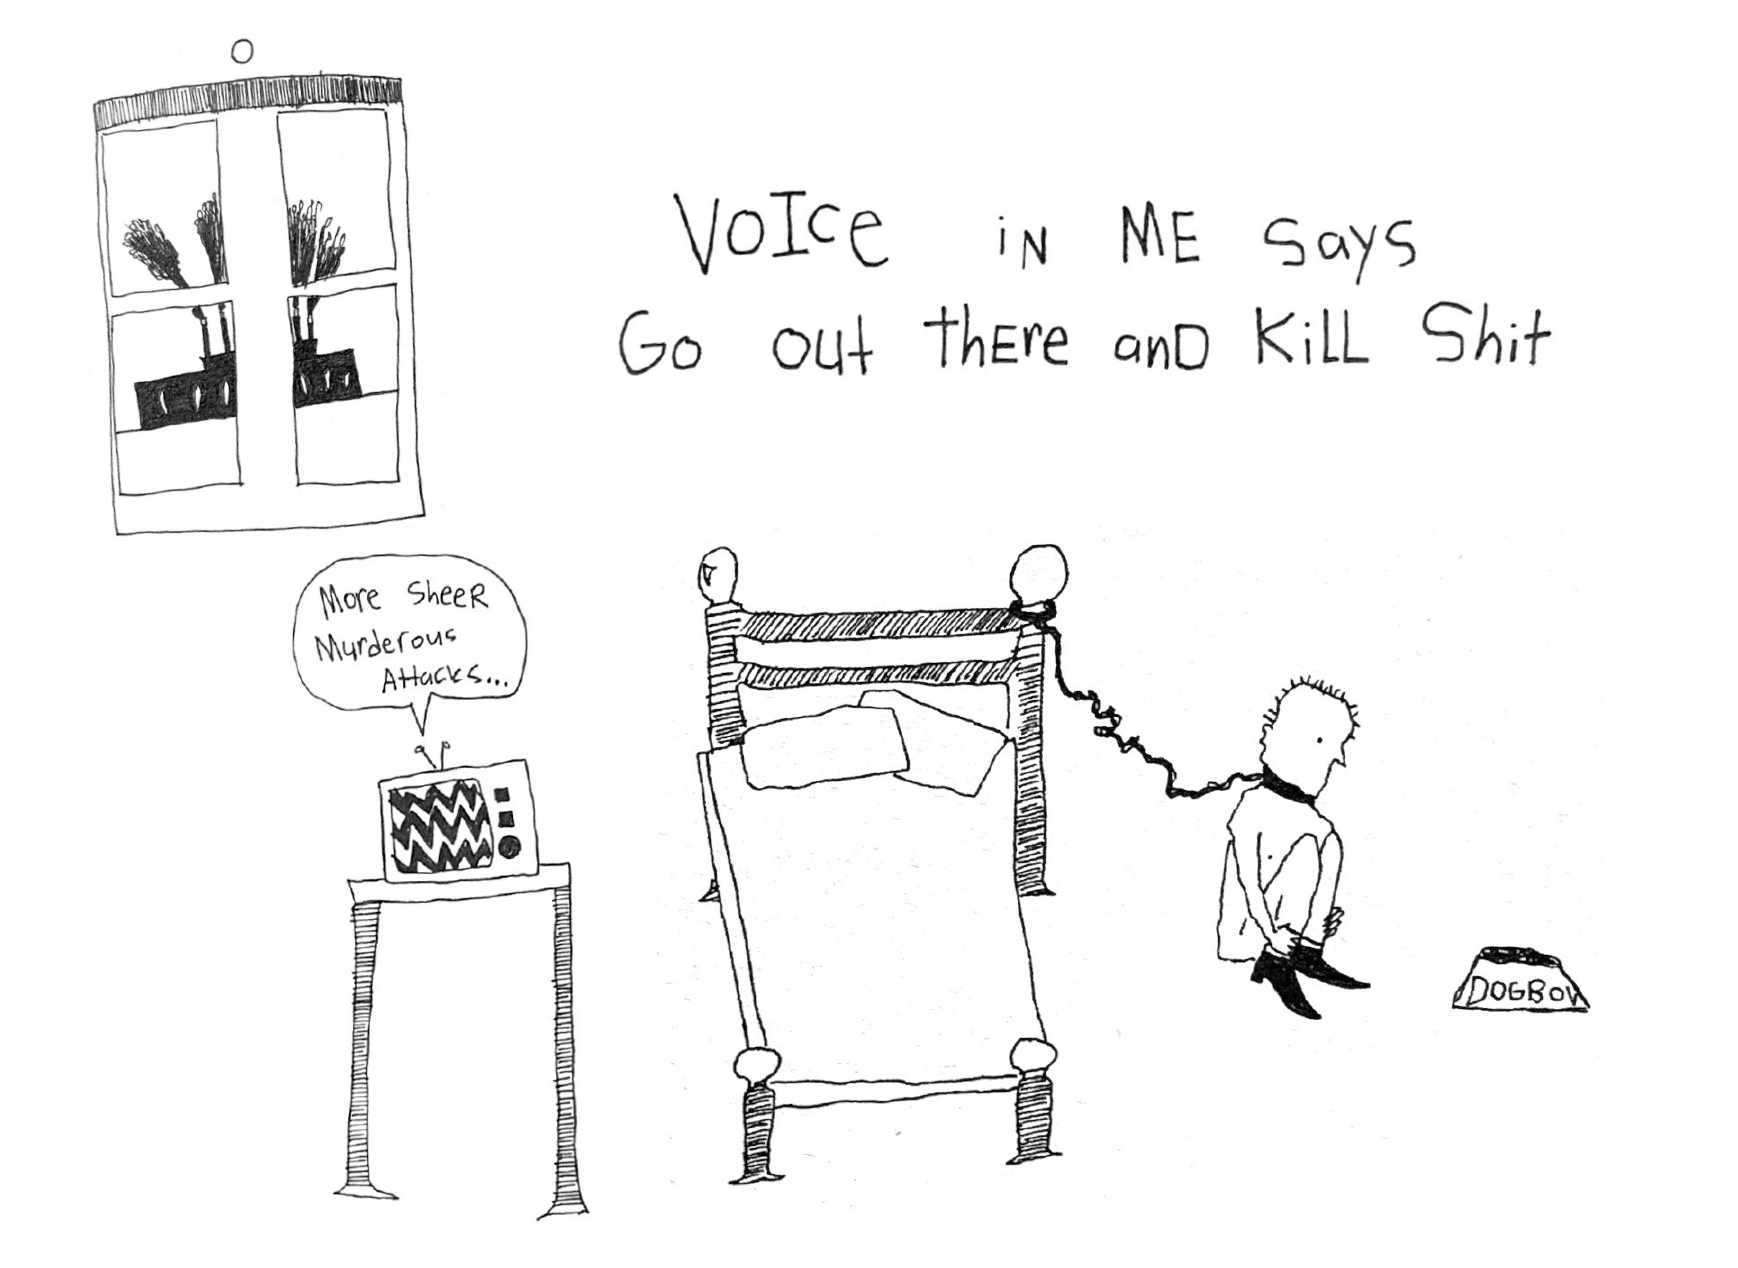 VoIce iN ME says
Go out thEre anD KiLL Shit
More SheeR
Murderous
Attacks...
DOGBOW